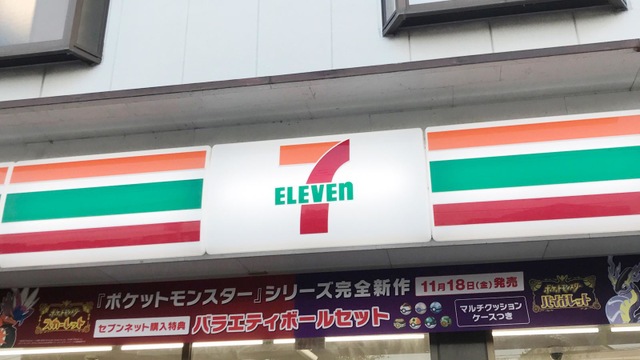 7
ELEVEn
『ポケットモンスター』シリーズ完全新作 11月18日(金)発売
ポケットモンスター
スカーレット
セブンネット購入特典 バラエティボールセット
マルチクッション
ケースつき
ポケットモンスター
バイオレット